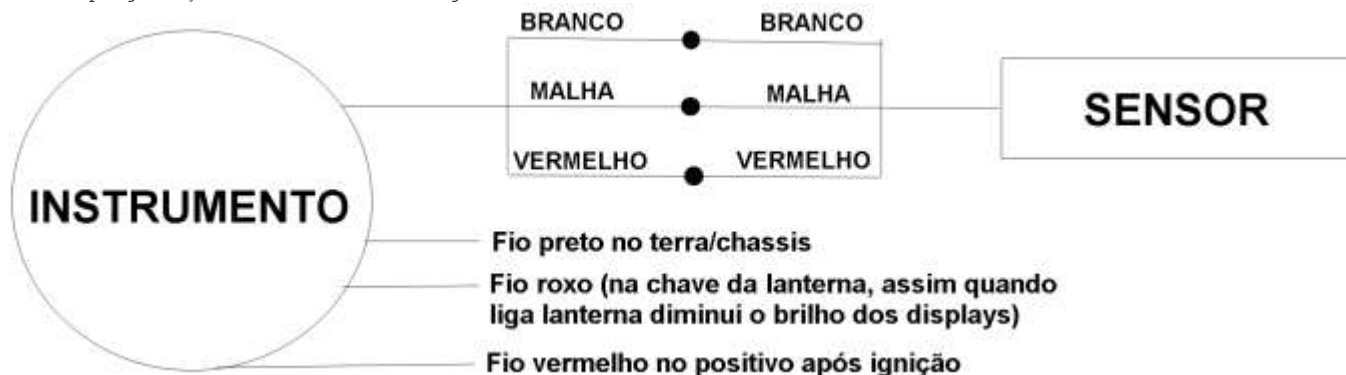 BRANCO BRANCO
MALHA MALHA
SENSOR
VERMELHO VERMELHO
INSTRUMENTO
Fio preto no terra/chassis
Fio roxo (na chave da lanterna, assim quando
liga lanterna diminui o brilho dos displays)
Fio vermelho no positivo após ignição